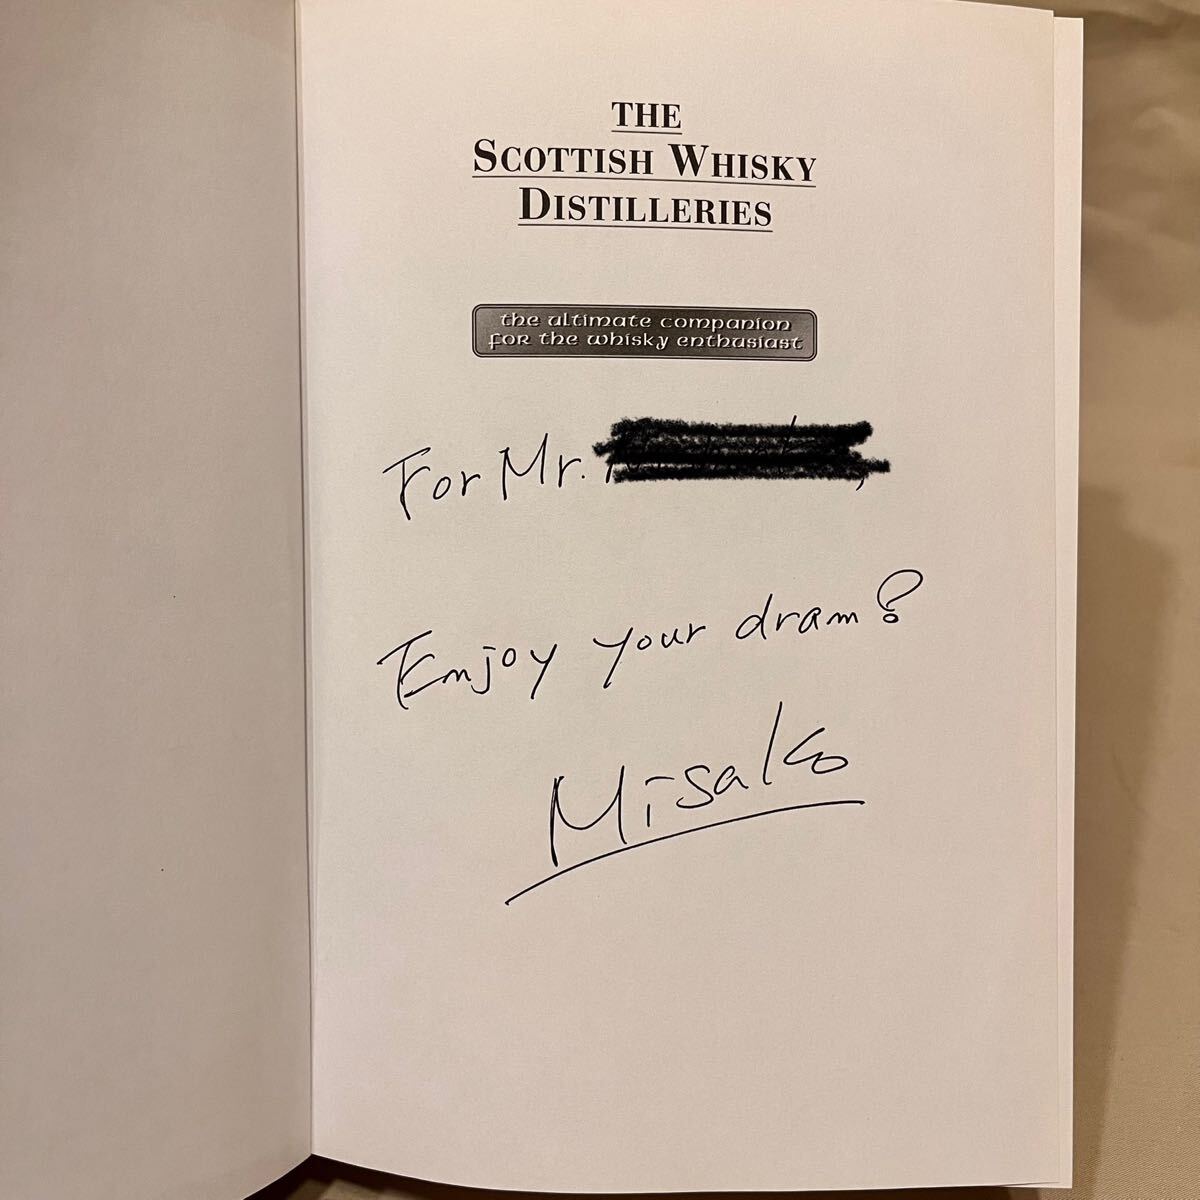 THE
SCOTTISH WHISKY
DISTILLERIES
the ultimate companion
for the whisky enthusiast
For Mr.
Enjoy your dram!
Misako